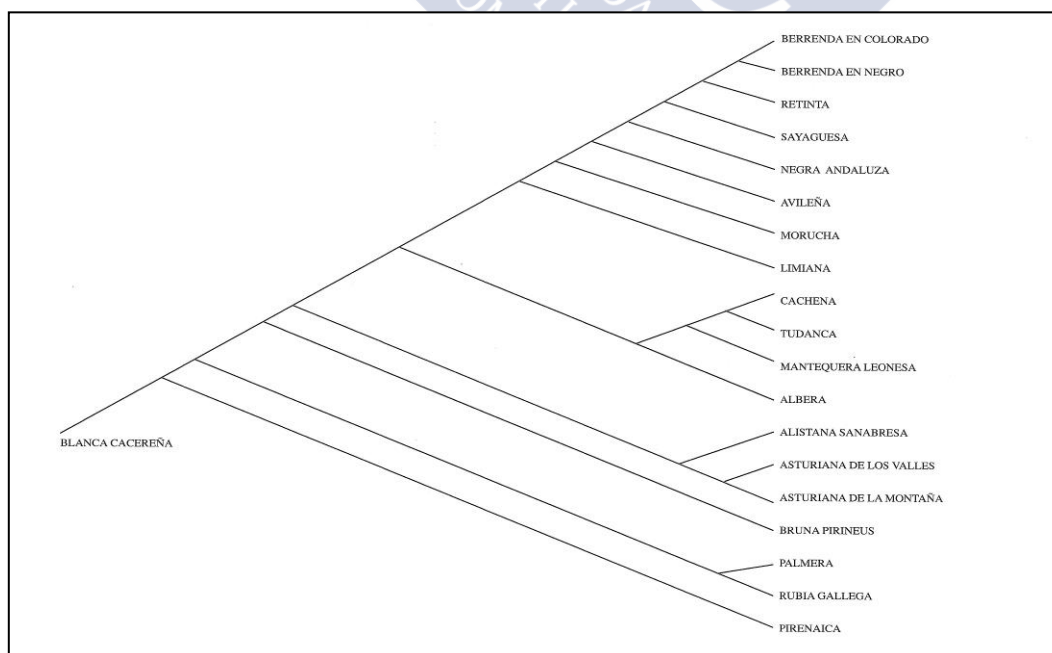 BERRENDA EN COLORADO
BERRENDA EN NEGRO
RETINTA
SAYAGUESA
NEGRA ANDALUZA
AVILEÑA
MORUCHA
LIMIANA
CACHENA
TUDANCA
MANTEQUERA LEONESA
ALBERA
BLANCA CACEREÑA
ALISTANA SANABRESA
ASTURIANA DE LOS VALLES
ASTURIANA DE LA MONTAÑA
BRUNA PIRINEUS
PALMERA
RUBIA GALLEGA
PIRENAICA